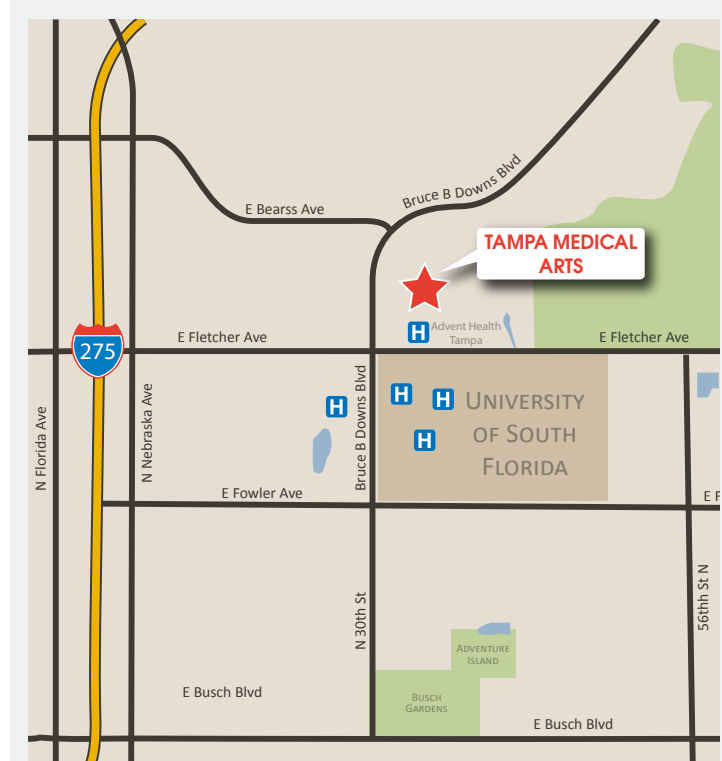 Bruce B Downs Blvd
E Bearss Ave
TAMPA MEDICAL
ARTS
H
Advent Health
Tampa
E Fletcher Ave
E Fletcher Ave
275
N Florida Ave
N Nebraska Ave
Bruce B Downs Blvd
H
H
H
H
UNIVERSITY
OF SOUTH
FLORIDA
E Fowler Ave
E F
N 30th St
56thh St N
ADVENTURE
ISLAND
E Busch Blvd
BUSCH
GARDENS
E Busch Blvd